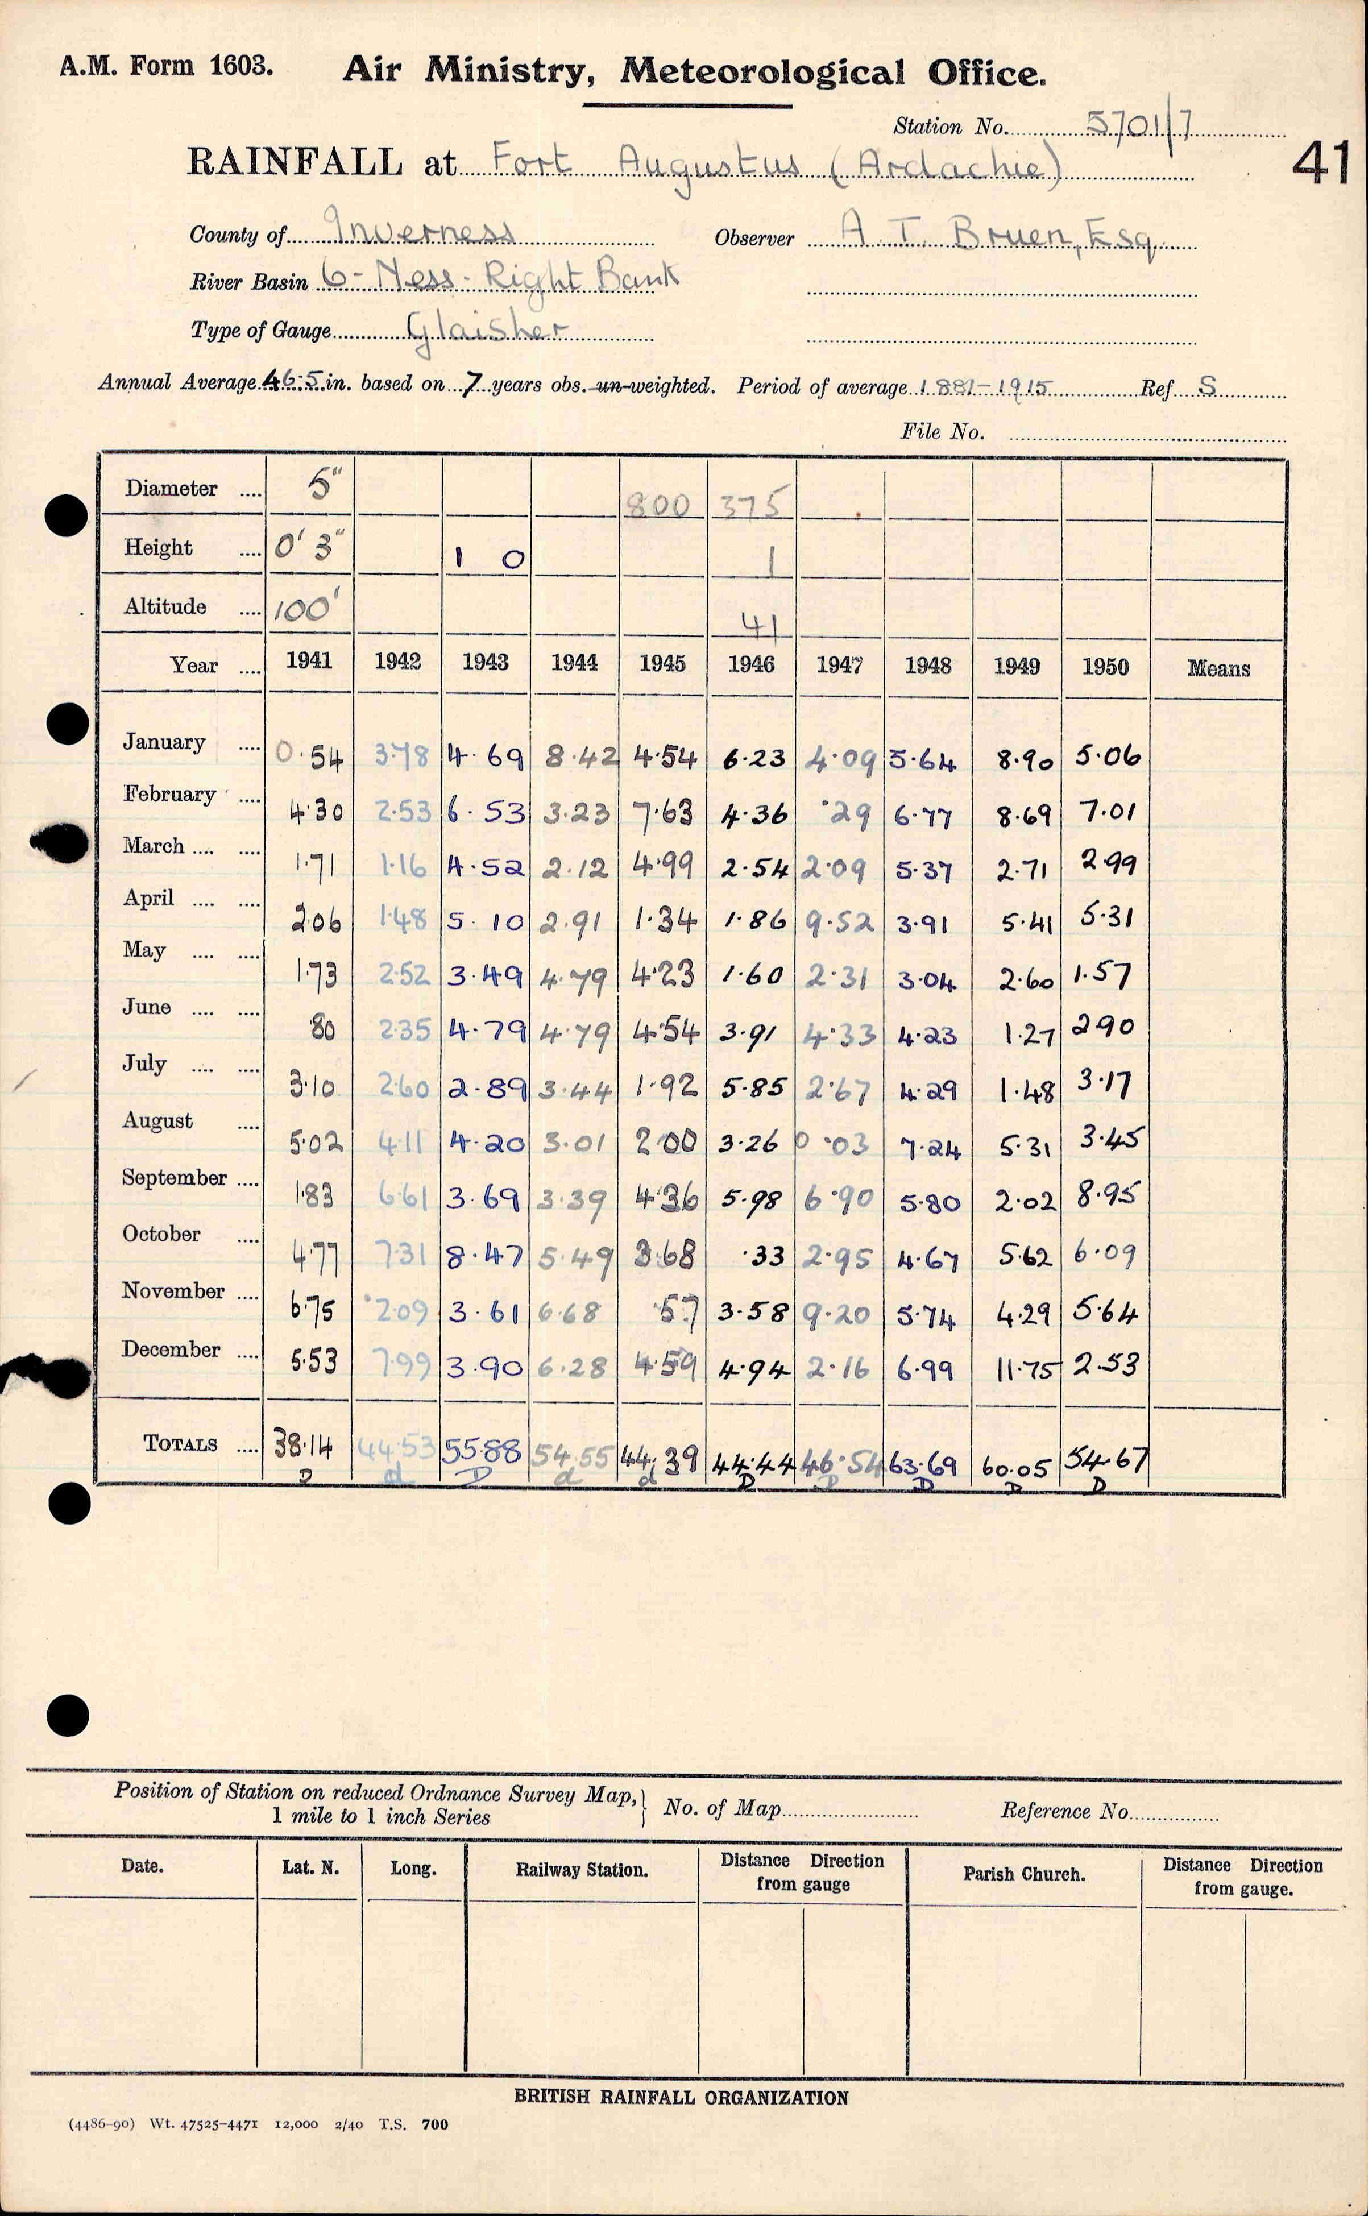 A.M. Form 1603.
Air Ministry, Meteorological Office.
Station No. 5701/7
RAINFALL at Fort Augustus (Ardachie)
41
County of Inverness Observer A. T. Bruen, Esq.
River Basin 6 - Ness - Right Bank
Type of Gauge Glaisher
Annual Average 46.5 in. based on 7 years obs. un-weighted. Period of average 1881-1915 Ref S
File No.
Diameter .... 5" 800 375
Height .... 0' 3" 1 0 1
Altitude .... 100' 41
Year .... 1941 1942 1943 1944 1945 1946 1947 1948 1949 1950 Means
January .... 0.54 3.78 4.69 8.42 4.54 6.23 4.09 5.64 8.90 5.06
February .... 4.30 2.53 6.53 3.23 7.63 4.36 .29 6.77 8.69 7.01
March .... .... 1.71 1.16 4.52 2.12 4.99 2.54 2.09 5.37 2.71 2.99
April .... .... 2.06 1.48 5.10 2.91 1.34 1.86 9.52 3.91 5.41 5.31
May .... .... 1.73 2.52 3.49 4.79 4.23 1.60 2.31 3.04 2.60 1.57
June .... .... .80 2.35 4.79 4.79 4.54 3.91 4.33 4.23 1.27 2.90
July .... .... 3.10 2.60 2.89 3.44 1.92 5.85 2.67 4.29 1.48 3.17
August .... 5.02 4.11 4.20 3.01 2.00 3.26 0.03 7.24 5.31 3.45
September .... 1.83 6.61 3.69 3.39 4.36 5.98 6.90 5.80 2.02 8.95
October .... 4.77 7.31 8.47 5.49 3.68 .33 2.95 4.67 5.62 6.09
November .... 6.75 2.09 3.61 6.68 .57 3.58 9.20 5.74 4.29 5.64
December .... 5.53 7.99 3.90 6.28 4.59 4.94 2.16 6.99 11.75 2.53
TOTALS .... 38.14 44.53 55.88 54.55 44.39 44.44 46.54 63.69 60.05 54.67
D d D d d D D D D D
Position of Station on reduced Ordnance Survey Map, } No. of Map Reference No.
1 mile to 1 inch Series
Date. Lat. N. Long. Railway Station. Distance Direction Parish Church. Distance Direction
from gauge from gauge.
BRITISH RAINFALL ORGANIZATION
(4486-90) Wt. 47525-4471 12,000 2/40 T.S. 700